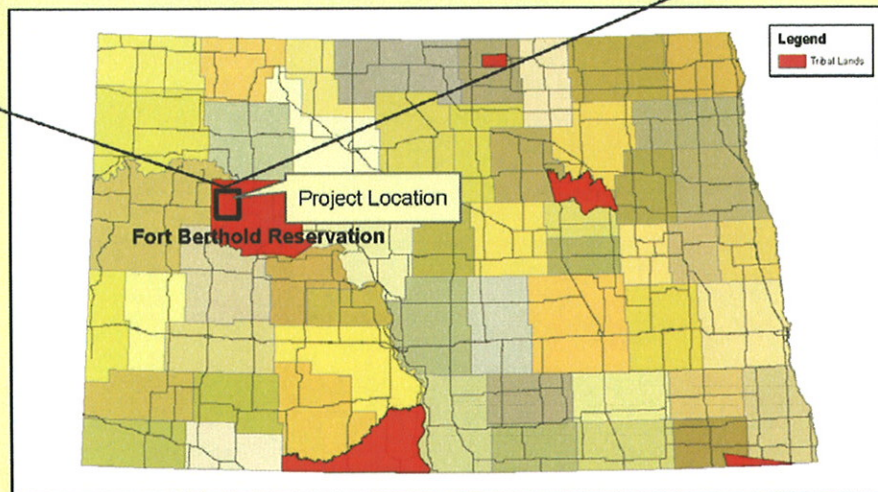 Legend
Tribal Lands
Project Location
Fort Berthold Reservation